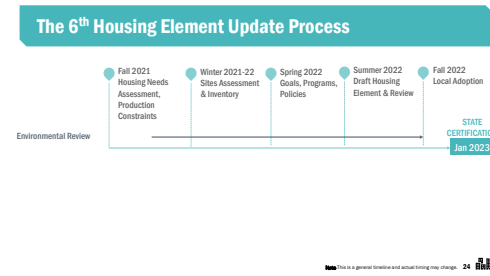 The 6th Housing Element Update Process
Fall 2021
Housing Needs
Assessment,
Production
Constraints
Winter 2021-22
Sites Assessment
& Inventory
Spring 2022
Goals, Programs,
Policies
Summer 2022
Draft Housing
Element & Review
Fall 2022
Local Adoption
Environmental Review
STATE
CERTIFICATIO
Jan 2023
Note This is a general timeline and actual timing may change. 24